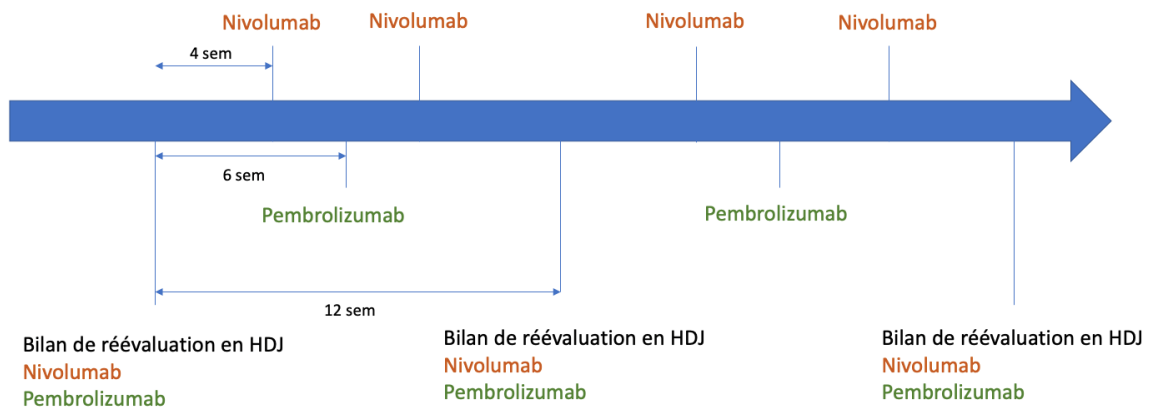 Nivolumab
Nivolumab
Nivolumab
Nivolumab
4 sem
6 sem
Pembrolizumab
Pembrolizumab
12 sem
Bilan de réévaluation en HDJ
Nivolumab
Pembrolizumab
Bilan de réévaluation en HDJ
Nivolumab
Pembrolizumab
Bilan de réévaluation en HDJ
Nivolumab
Pembrolizumab